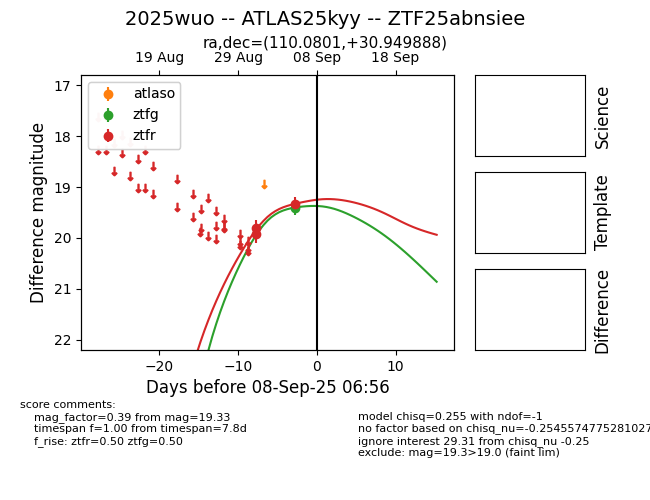 2025wuo -- ATLAS25kyy -- ZTF25abnsiee
ra,dec=(110.0801,+30.949888)
19 Aug 29 Aug 08 Sep 18 Sep
atlaso
ztfg
ztfr
17
18
19
20
21
22
Difference magnitude
−20 −10 0 10
Days before 08-Sep-25 06:56
Science
Template
Difference
score comments:
mag_factor=0.39 from mag=19.33
timespan f=1.00 from timespan=7.8d
f_rise: ztfr=0.50 ztfg=0.50
model chisq=0.255 with ndof=-1
no factor based on chisq_nu=-0.2545574775281027
ignore interest 29.31 from chisq_nu -0.25
exclude: mag=19.3>19.0 (faint lim)